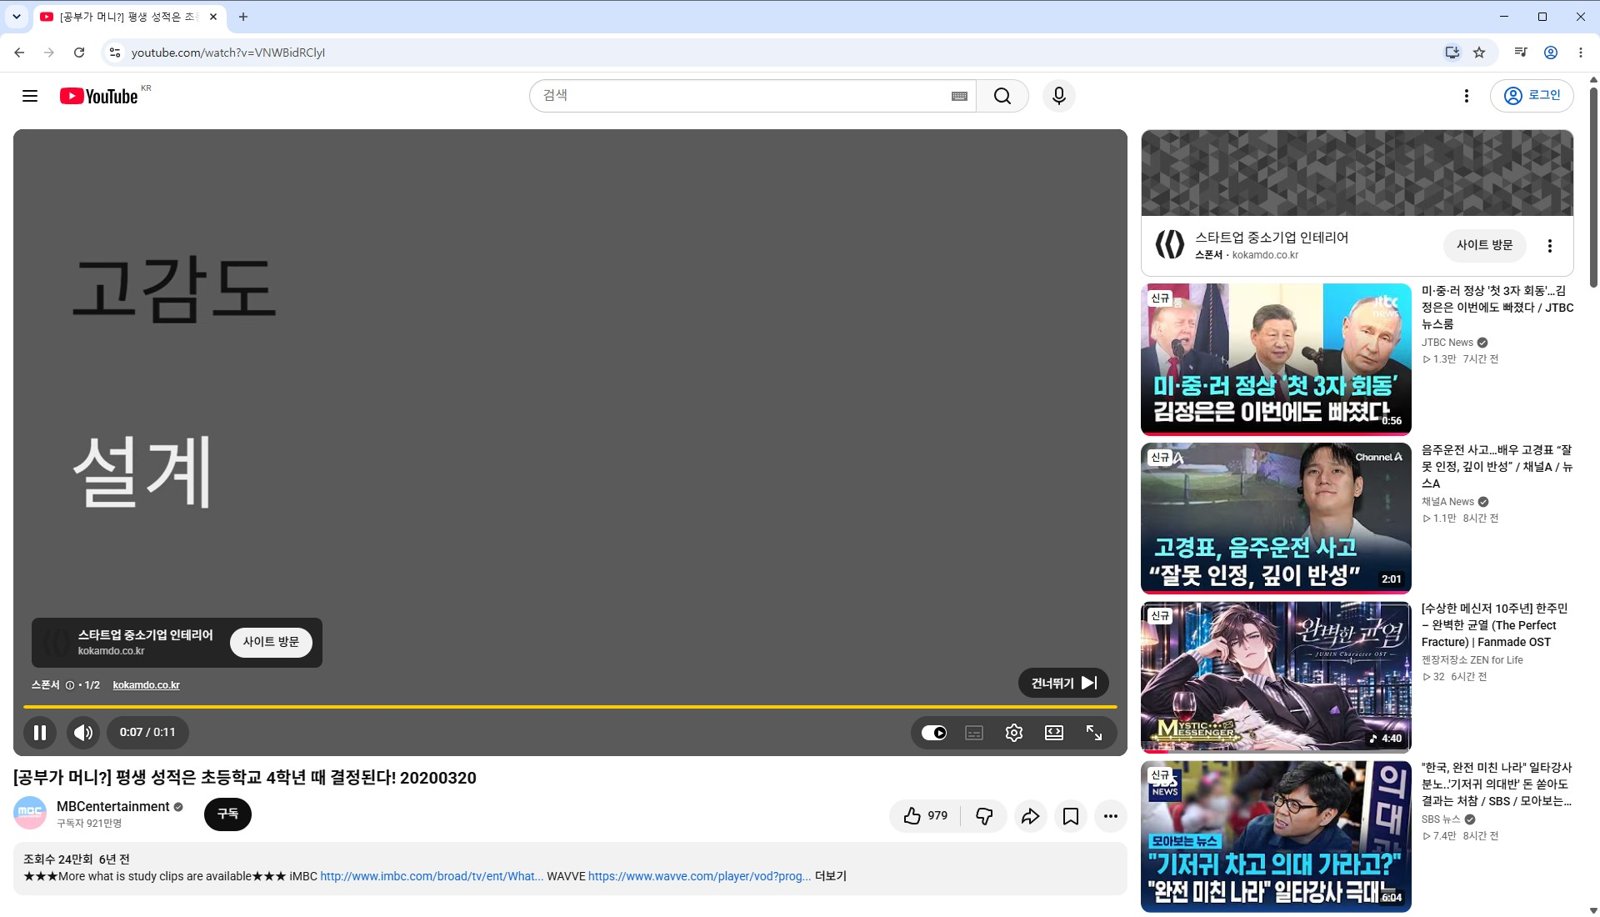 [공부가 머니?] 평생 성적은 초
youtube.com/watch?v=VNWBidRClyI
YouTube KR
검색
로그인
고감도
설계
스타트업 중소기업 인테리어
kokamdo.co.kr
사이트 방문
스폰서 · 1/2 kokamdo.co.kr
건너뛰기
0:07 / 0:11
[공부가 머니?] 평생 성적은 초등학교 4학년 때 결정된다! 20200320
MBCentertainment
구독자 921만명
구독
979
조회수 24만회 6년 전
★★★More what is study clips are available★★★ iMBC http://www.imbc.com/broad/tv/ent/What... WAVVE https://www.wavve.com/player/vod?prog... 더보기
스타트업 중소기업 인테리어
스폰서 · kokamdo.co.kr
사이트 방문
신규
jtbc
news
미·중·러 정상 '첫 3자 회동'
김정은은 이번에도 빠졌다
0:56
미·중·러 정상 '첫 3자 회동'...김
정은은 이번에도 빠졌다 / JTBC
뉴스룸
JTBC News
1.3만 7시간 전
신규
Channel A
고경표, 음주운전 사고
“잘못 인정, 깊이 반성”
2:01
음주운전 사고...배우 고경표 “잘
못 인정, 깊이 반성” / 채널A / 뉴
스A
채널A News
1.1만 8시간 전
신규
완벽한 균열
JUMIN Character OST
MYSTIC
MESSENGER
4:40
[수상한 메신저 10주년] 한주민
– 완벽한 균열 (The Perfect
Fracture) | Fanmade OST
젠장저장소 ZEN for Life
32 6시간 전
신규
SBS
NEWS
의대
모아보는 뉴스
"기저귀 차고 의대 가라고?"
"완전 미친 나라" 일타강사 극대노
6:04
"한국, 완전 미친 나라" 일타강사
분노..'기저귀 의대반' 돈 쏟아도
결과는 처참 / SBS / 모아보는...
SBS 뉴스
7.4만 8시간 전